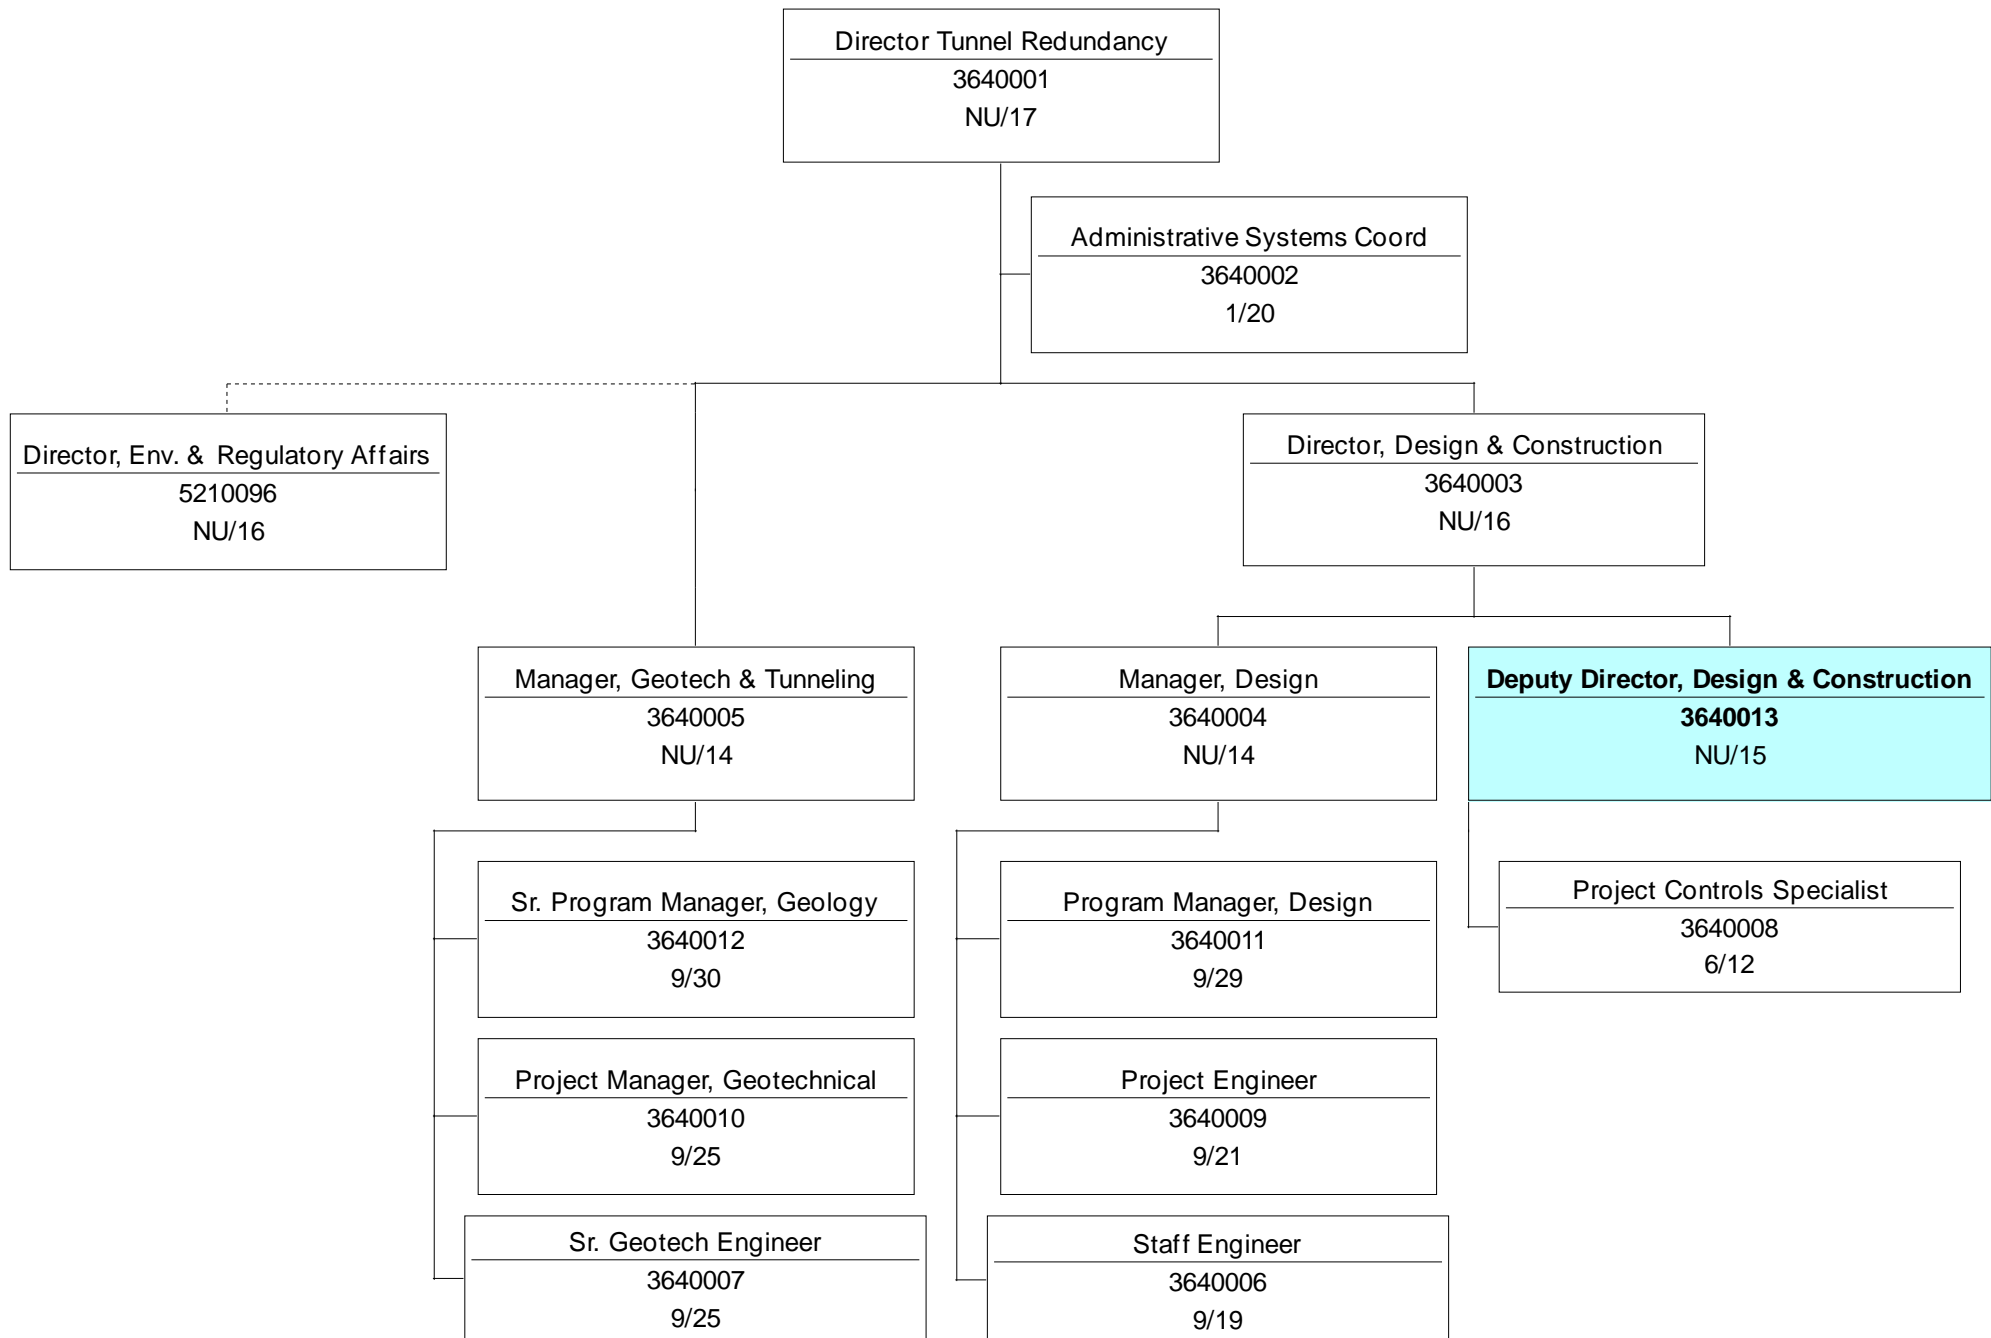 Director Tunnel Redundancy
3640001
NU/17
Administrative Systems Coord
3640002
1/20
Director, Env. & Regulatory Affairs
5210096
NU/16
Director, Design & Construction
3640003
NU/16
Manager, Geotech & Tunneling
3640005
NU/14
Manager, Design
3640004
NU/14
Deputy Director, Design & Construction
3640013
NU/15
Sr. Program Manager, Geology
3640012
9/30
Program Manager, Design
3640011
9/29
Project Controls Specialist
3640008
6/12
Project Manager, Geotechnical
3640010
9/25
Project Engineer
3640009
9/21
Sr. Geotech Engineer
3640007
9/25
Staff Engineer
3640006
9/19